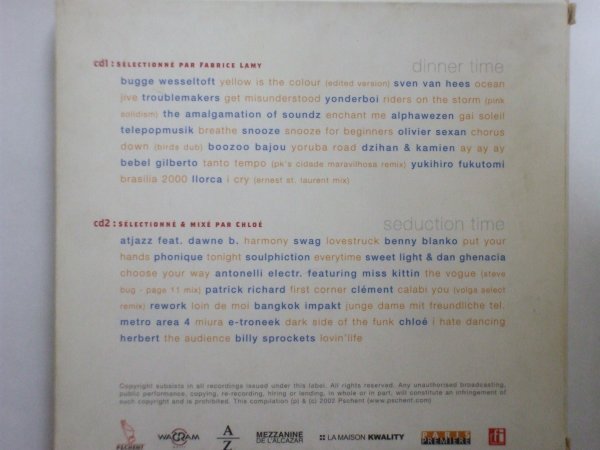 cd1 : SÉLECTIONNÉ PAR FABRICE LAMY
dinner time
bugge wesseltoft yellow is the colour (edited version) sven van hees ocean
jive troublemakers get misunderstood yonderboi riders on the storm (pink
solidism) the amalgamation of soundz enchant me alphawezen gai soleil
telepopmusik breathe snooze snooze for beginners olivier sexan chorus
down (birds dub) boozoo bajou yoruba road dzihan & kamien ay ay ay
bebel gilberto tanto tempo (pk's cidade maravilhosa remix) yukihiro fukutomi
brasilia 2000 llorca i cry (ernest st. laurent mix)
cd2 : SÉLECTIONNÉ & MIXÉ PAR CHLOÉ
seduction time
atjazz feat. dawne b. harmony swag lovestruck benny blanko put your
hands phonique tonight soulphiction everytime sweet light & dan ghenacia
choose your way antonelli electr. featuring miss kittin the vogue (steve
bug - page 11 mix) patrick richard first corner clément calabi you (volga select
remix) rework loin de moi bangkok impakt junge dame mit freundliche tel.
metro area 4 miura e-troneek dark side of the funk chloé i hate dancing
herbert the audience billy sprockets lovin'life
Copyright subsists in all recordings issued under this label. All rights reserved. Any unauthorised broadcasting,
public performance, copying, re-recording, hiring or lending, in whole or in part, will constitute an infringement of
such copyright and is prohibited. This compilation (p) & (c) 2002 Pschent (www.pschent.com)
PSCHENT WAGRAM A Z MEZZANINE DE L'ALCAZAR LA MAISON KWALITY PARIS PREMIÈRE rfi